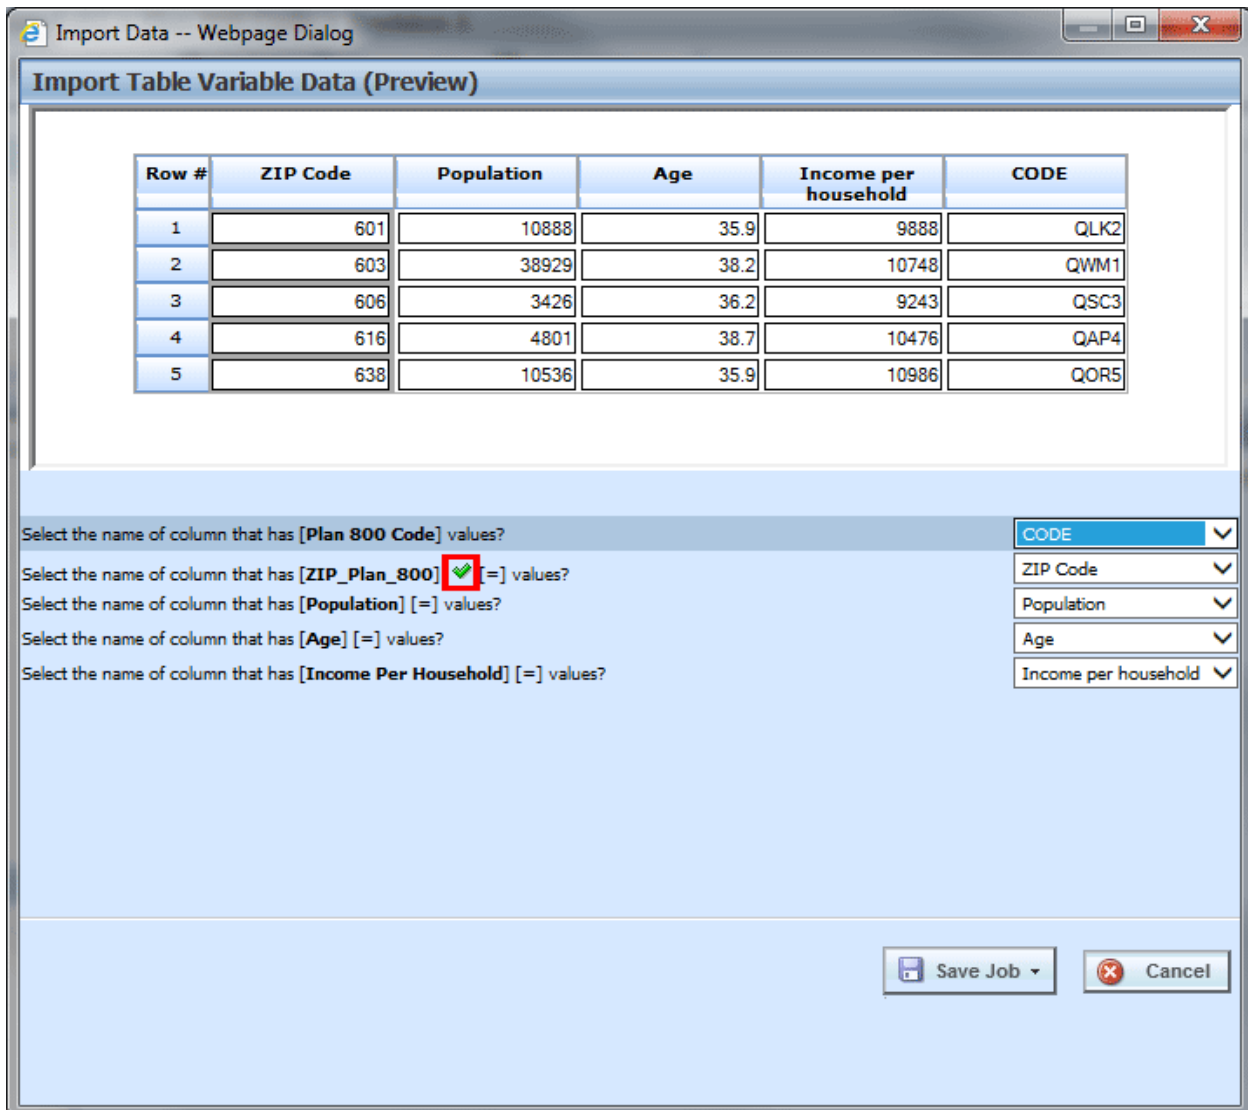 Import Data -- Webpage Dialog
Import Table Variable Data (Preview)
Row # ZIP Code Population Age Income per household CODE
1 601 10888 35.9 9888 QLK2
2 603 38929 38.2 10748 QWM1
3 606 3426 36.2 9243 QSC3
4 616 4801 38.7 10476 QAP4
5 638 10536 35.9 10986 QOR5
Select the name of column that has [Plan 800 Code] values? CODE
Select the name of column that has [ZIP_Plan_800] [=] values? ZIP Code
Select the name of column that has [Population] [=] values? Population
Select the name of column that has [Age] [=] values? Age
Select the name of column that has [Income Per Household] [=] values? Income per household
Save Job Cancel